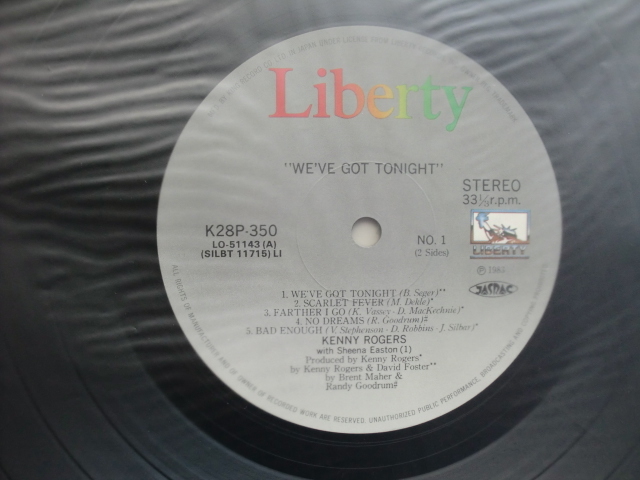 Liberty
"WE'VE GOT TONIGHT"
STEREO
33⅓ r.p.m.
K28P-350
LO-51143 (A)
(SILBT 11715) LI
NO. 1
(2 Sides)
LIBERTY
Ⓟ 1983
JASRAC
1. WE'VE GOT TONIGHT (B. Seger)**
2. SCARLET FEVER (M. Dekle)*
3. FARTHER I GO (K. Vassey - D. MacKechnie)*
4. NO DREAMS (R. Goodrum)#
5. BAD ENOUGH (V. Stephenson - D. Robbins - J. Silbar)*
KENNY ROGERS
with Sheena Easton (1)
Produced by Kenny Rogers*
by Kenny Rogers & David Foster**
by Brent Maher &
Randy Goodrum#
ALL RIGHTS OF MANUFACTURER AND OF OWNER OF RECORDED WORK ARE RESERVED. UNAUTHORIZED PUBLIC PERFORMANCE, BROADCASTING AND